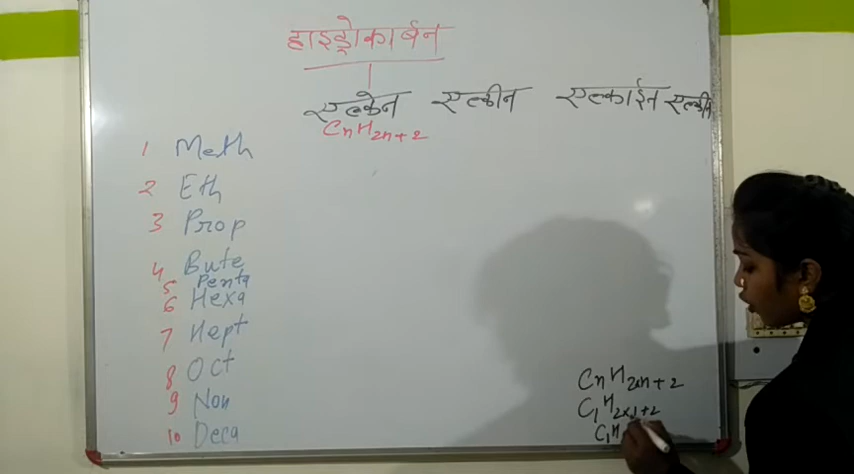 हाइड्रोकार्बन
एल्केन एल्कीन एल्काईन एल्कीन
CnH2n+2
1 Meth
2 Eth
3 Prop
4 Bute
5 Penta
6 Hexa
7 Hept
8 Oct
9 Non
10 Deca
CnH2xn+2
C1H2x1+2
C1H